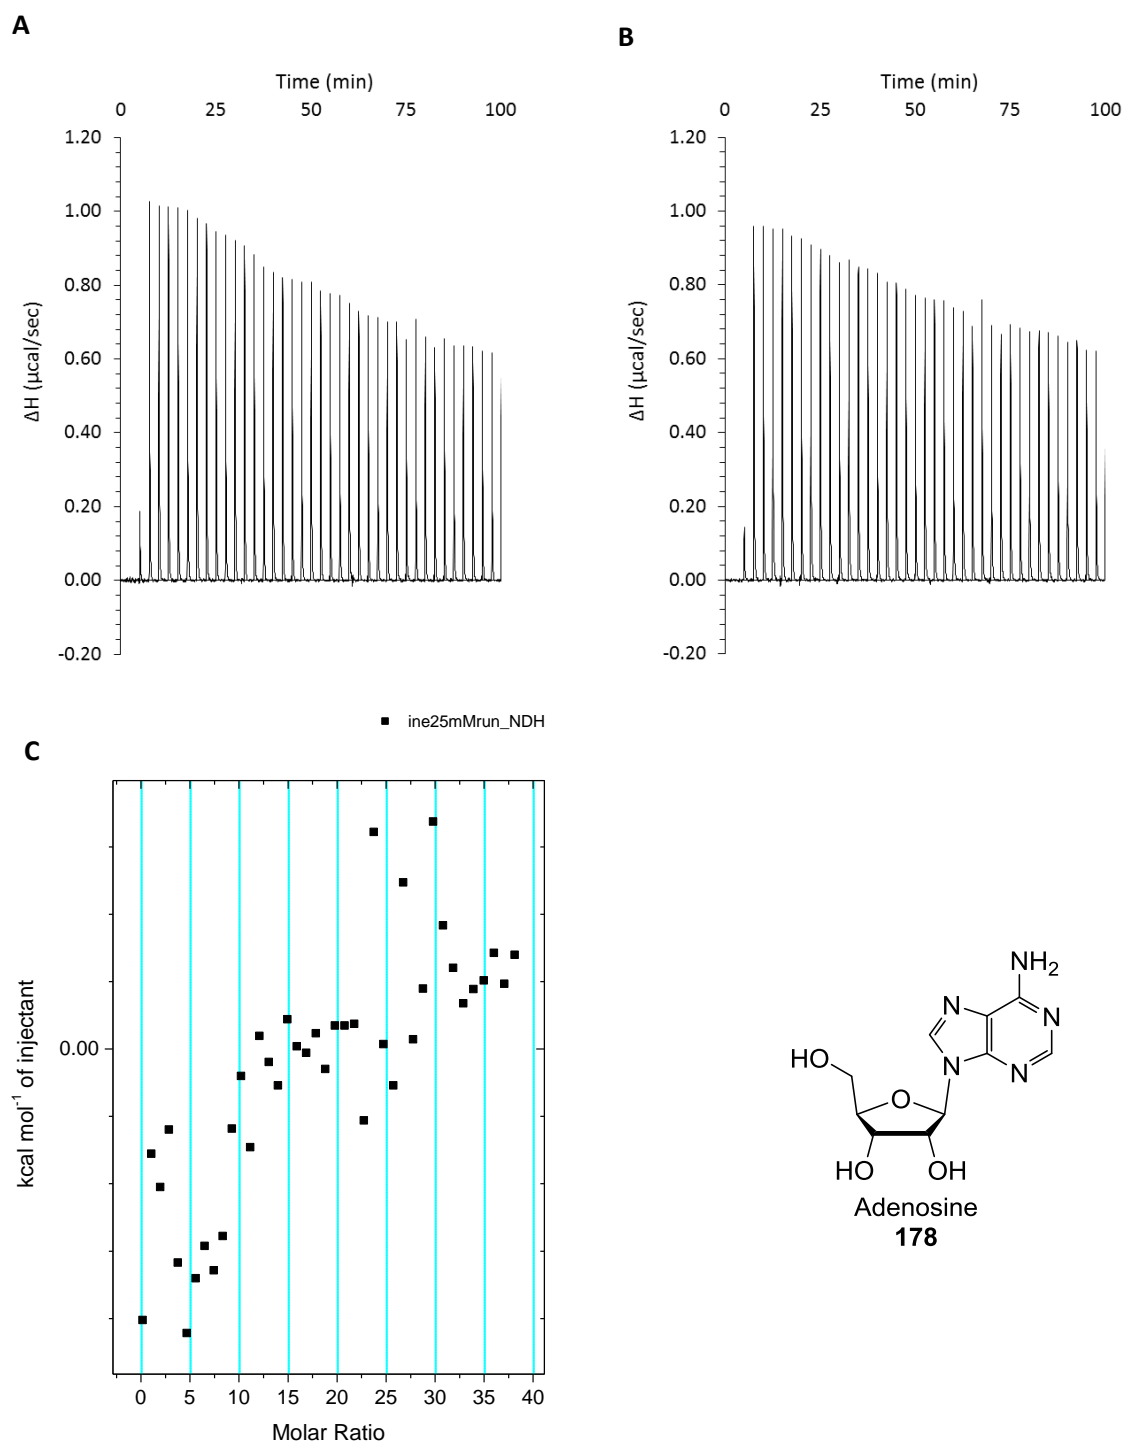 A
B
Time (min)
0 25 50 75 100
1.20
1.00
0.80
0.60
0.40
0.20
0.00
-0.20
ΔH (µcal/sec)
Time (min)
0 25 50 75 100
1.20
1.00
0.80
0.60
0.40
0.20
0.00
-0.20
ΔH (µcal/sec)
ine25mMrun_NDH
C
0.00
kcal mol⁻¹ of injectant
0 5 10 15 20 25 30 35 40
Molar Ratio
NH₂
N
N
N
N
HO
O
HO
OH
Adenosine
178